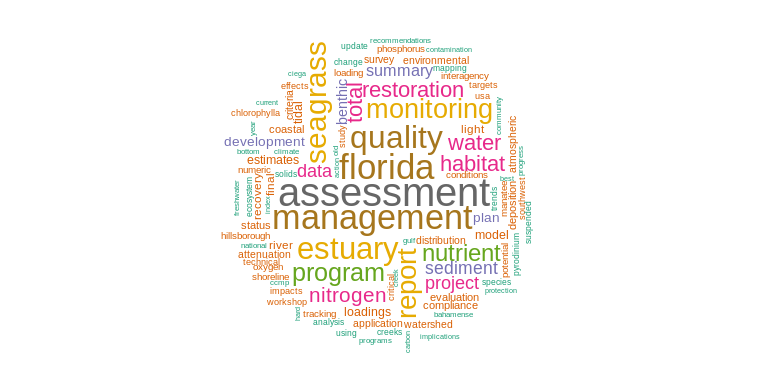 recommendations
update
phosphorus
contamination
seagrass
change
survey
environmental
ciega
loading
summary
mapping
effects
benthic
total
restoration
interagency
targets
criteria
tidal
monitoring
usa
current
chlorophylla
year
coastal
study
quality
light
community
development
water
atmospheric
bottom
climate
old
estimates
data
florida
habitat
progress
numeric
solids
action
conditions
best
freshwater
ecosystem
recovery
final
index
assessment
trends
manatee
southwest
deposition
suspended
status
management
plan
hillsborough
national
river
estuary
gulf
distribution
model
potential
pyrodinium
attenuation
technical
oxygen
report
nutrient
shoreline
program
sediment
ccmp
critical
creek
project
species
impacts
nitrogen
evaluation
protection
workshop
compliance
hard
tracking
loadings
bahamense
analysis
application
watershed
using
creeks
programs
carbon
implications